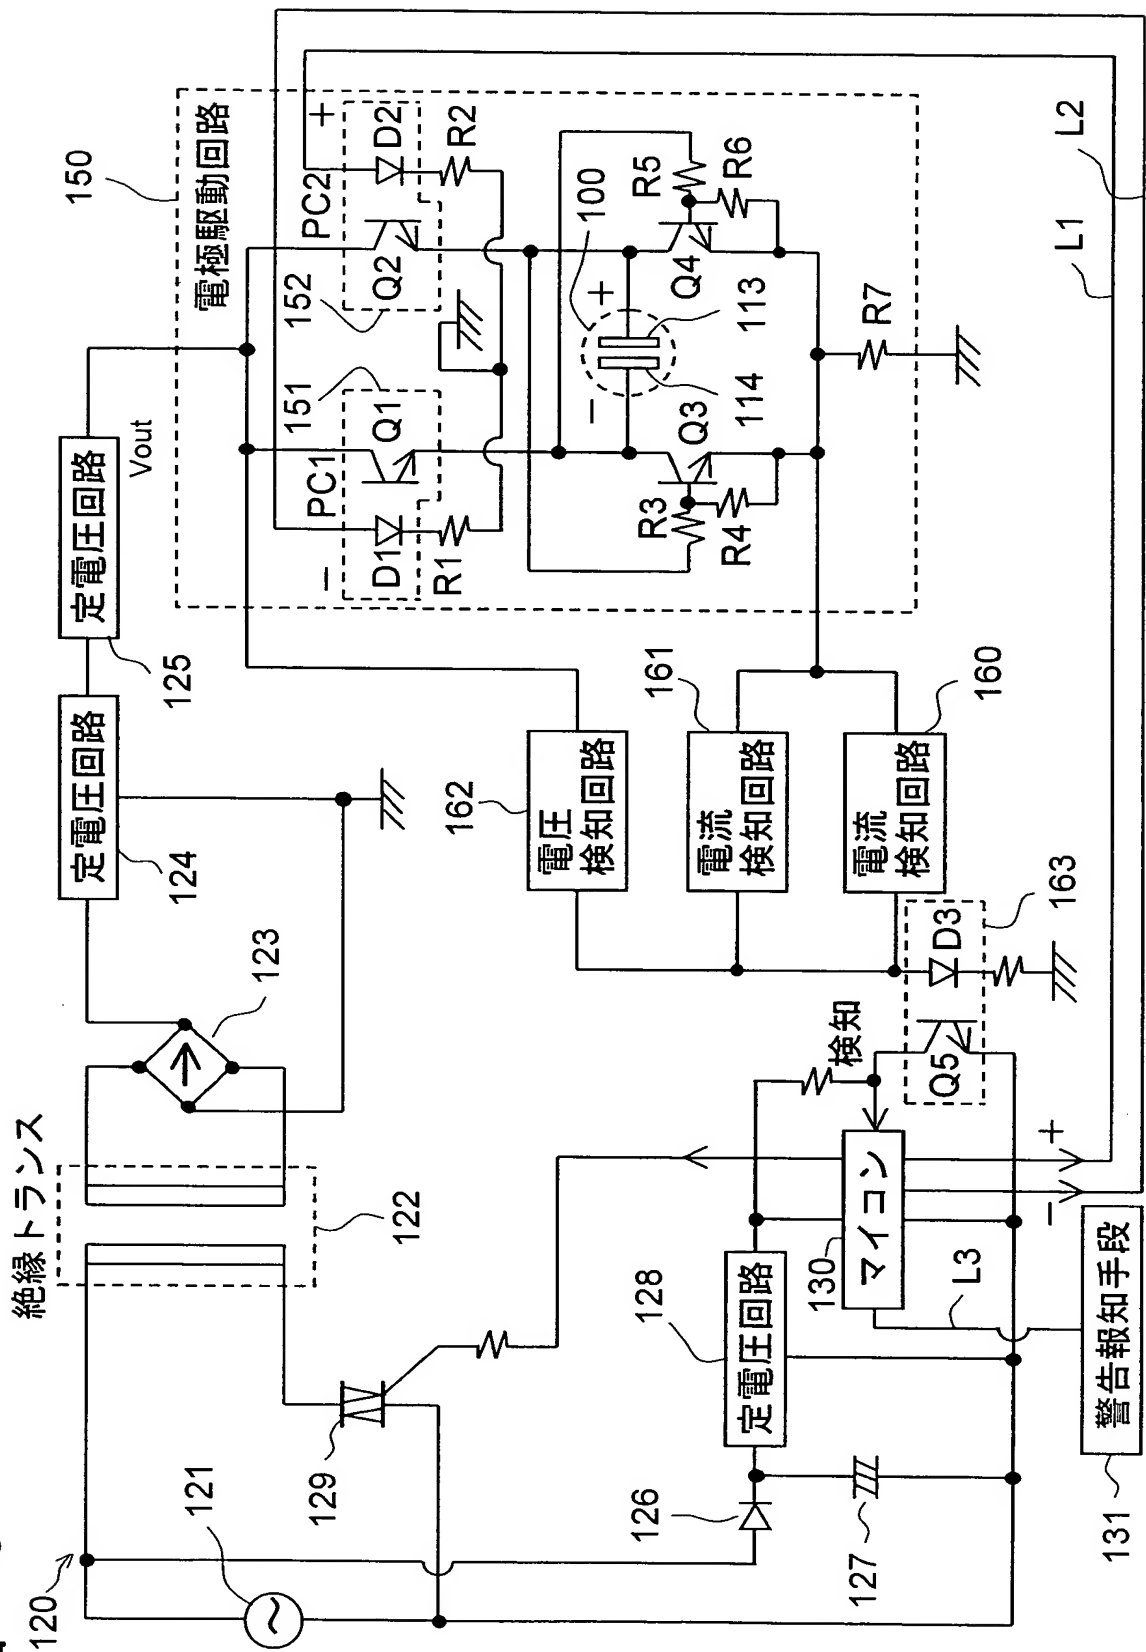 120
121
絶縁トランス
122
123
定電圧回路
124
定電圧回路
125
Vout
電極駆動回路
150
−
PC1
151
152
PC2
+
D1
Q1
Q2
D2
R1
R2
−
+
100
R3
R4
Q3
114
113
Q4
R5
R6
R7
129
162
電圧
検知回路
161
電流
検知回路
160
電流
検知回路
163
D3
Q5
検知
126
127
128
定電圧回路
130
マイコン
−
+
L3
131
警告報知手段
L1
L2